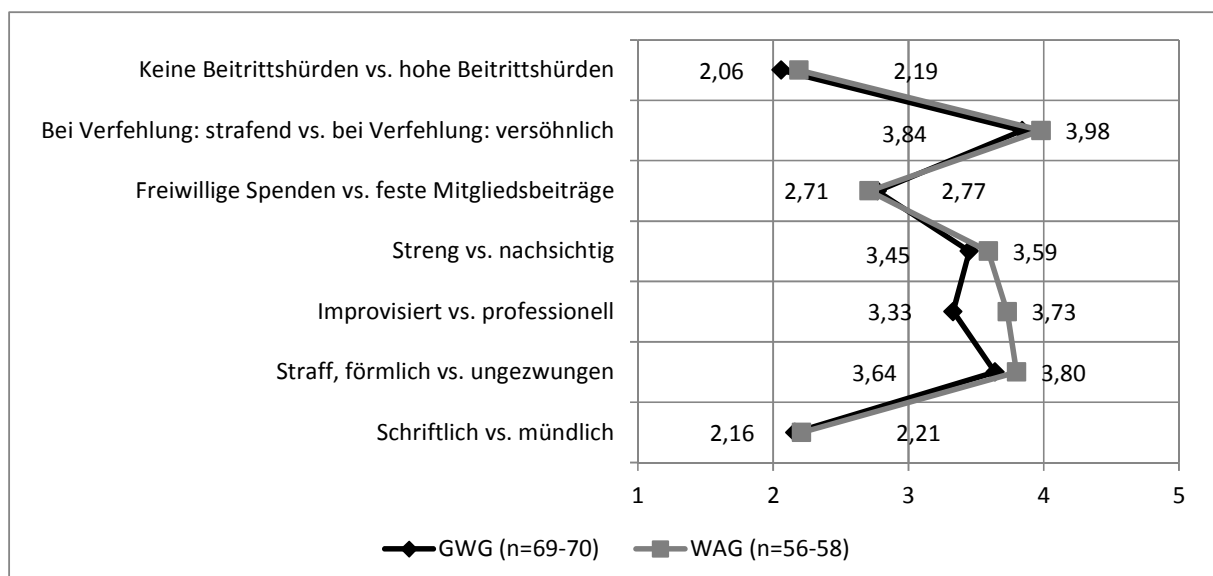 Keine Beitrittshürden vs. hohe Beitrittshürden 2,06 2,19
Bei Verfehlung: strafend vs. bei Verfehlung: versöhnlich 3,84 3,98
Freiwillige Spenden vs. feste Mitgliedsbeiträge 2,71 2,77
Streng vs. nachsichtig 3,45 3,59
Improvisiert vs. professionell 3,33 3,73
Straff, förmlich vs. ungezwungen 3,64 3,80
Schriftlich vs. mündlich 2,16 2,21
1 2 3 4 5
GWG (n=69-70) WAG (n=56-58)